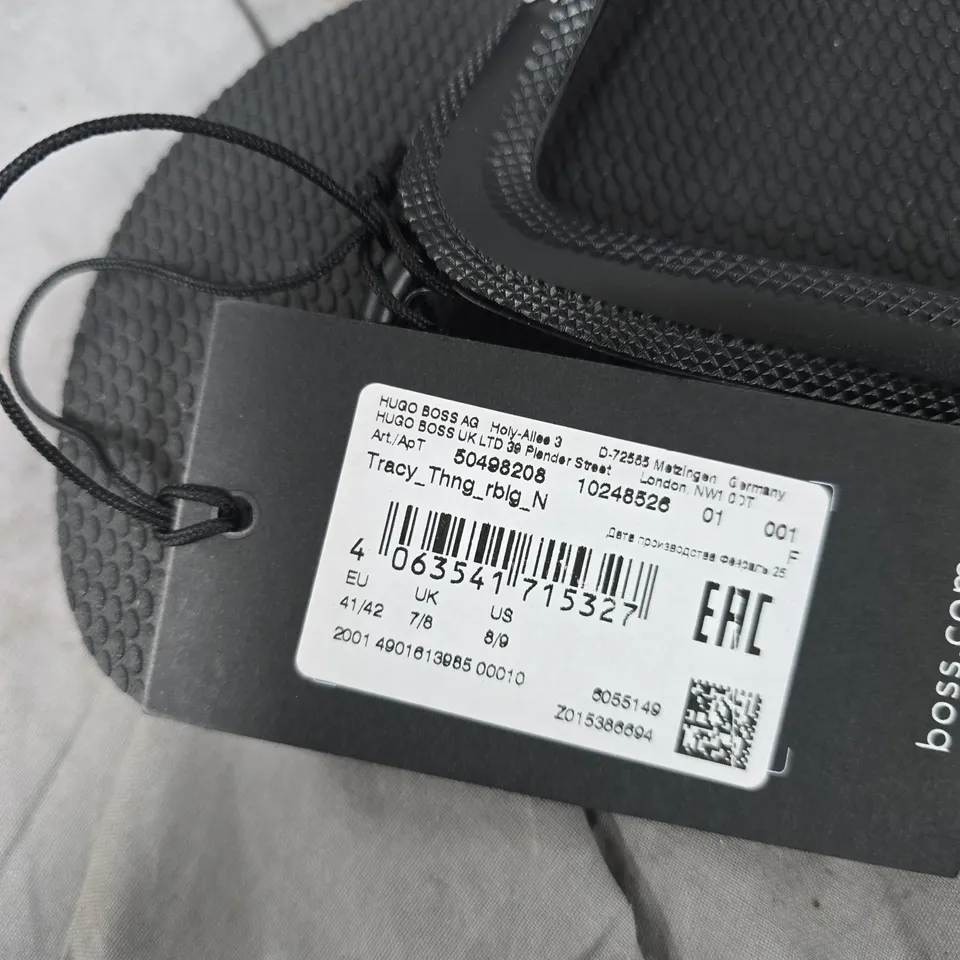 HUGO BOSS AG Holy-Allee 3 D-72555 Metzingen Germany
HUGO BOSS UK LTD 39 Plender Street London, NW1 0DT
Art./Apт 50498208 10248526 01 001
Tracy_Thng_rblg_N F
Дата производства Февраль 25
4 063541 715327
EAC
EU UK US
41/42 7/8 8/9
2001 4901613985 00010
6055149
Z015386694
boss.com